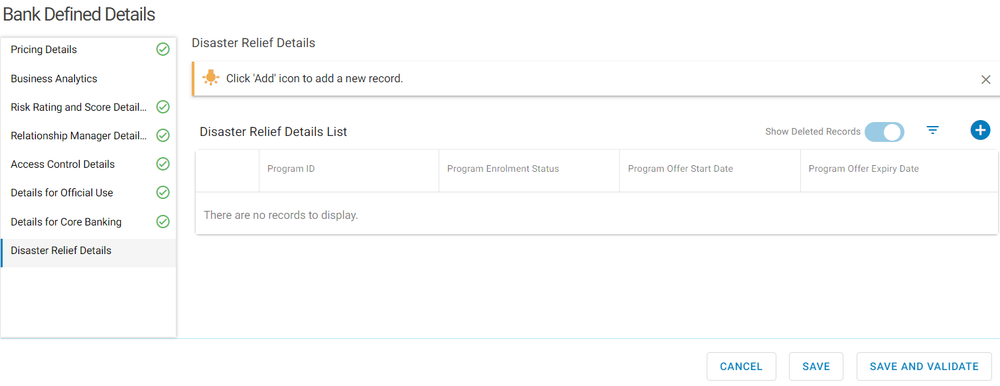 Bank Defined Details
Pricing Details
Business Analytics
Risk Rating and Score Detail...
Relationship Manager Detail...
Access Control Details
Details for Official Use
Details for Core Banking
Disaster Relief Details
Disaster Relief Details
Click 'Add' icon to add a new record.
Disaster Relief Details List
Show Deleted Records
Program ID
Program Enrolment Status
Program Offer Start Date
Program Offer Expiry Date
There are no records to display.
CANCEL
SAVE
SAVE AND VALIDATE